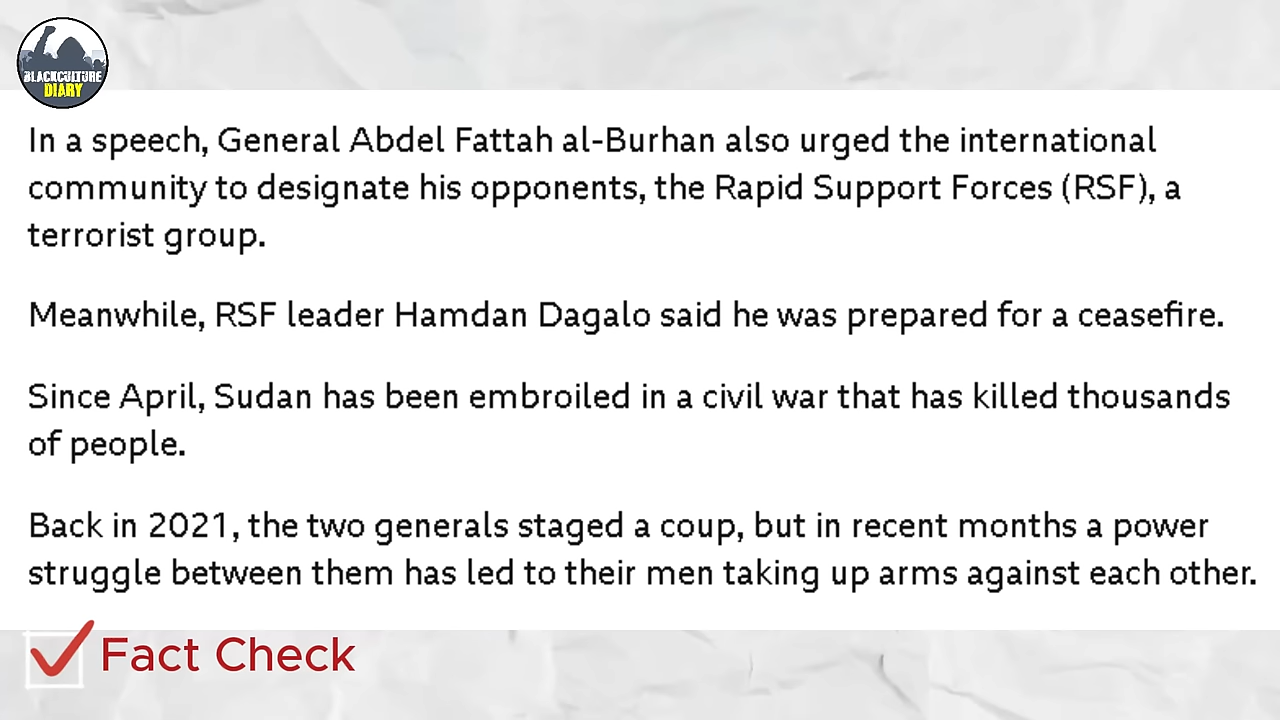 BLACKCULTURE
DIARY
In a speech, General Abdel Fattah al-Burhan also urged the international
community to designate his opponents, the Rapid Support Forces (RSF), a
terrorist group.
Meanwhile, RSF leader Hamdan Dagalo said he was prepared for a ceasefire.
Since April, Sudan has been embroiled in a civil war that has killed thousands
of people.
Back in 2021, the two generals staged a coup, but in recent months a power
struggle between them has led to their men taking up arms against each other.
Fact Check